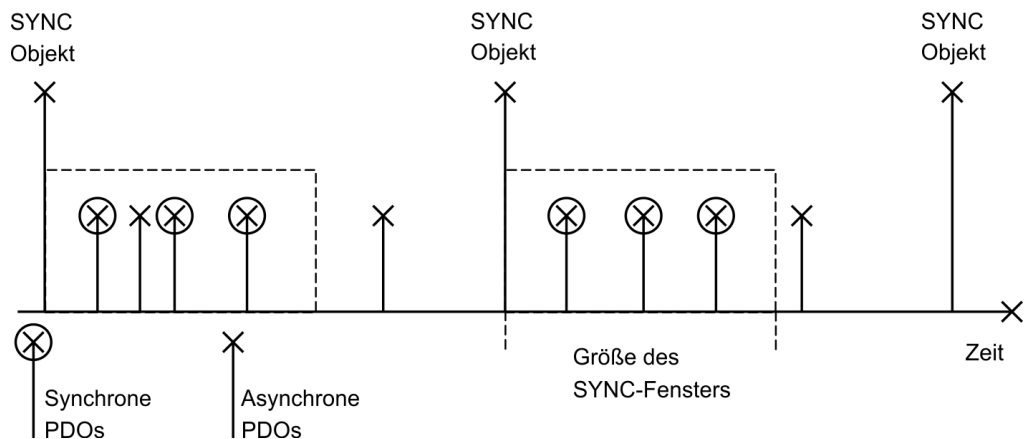 SYNC
Objekt
SYNC
Objekt
SYNC
Objekt
Zeit
Größe des
SYNC-Fensters
Synchrone
PDOs
Asynchrone
PDOs